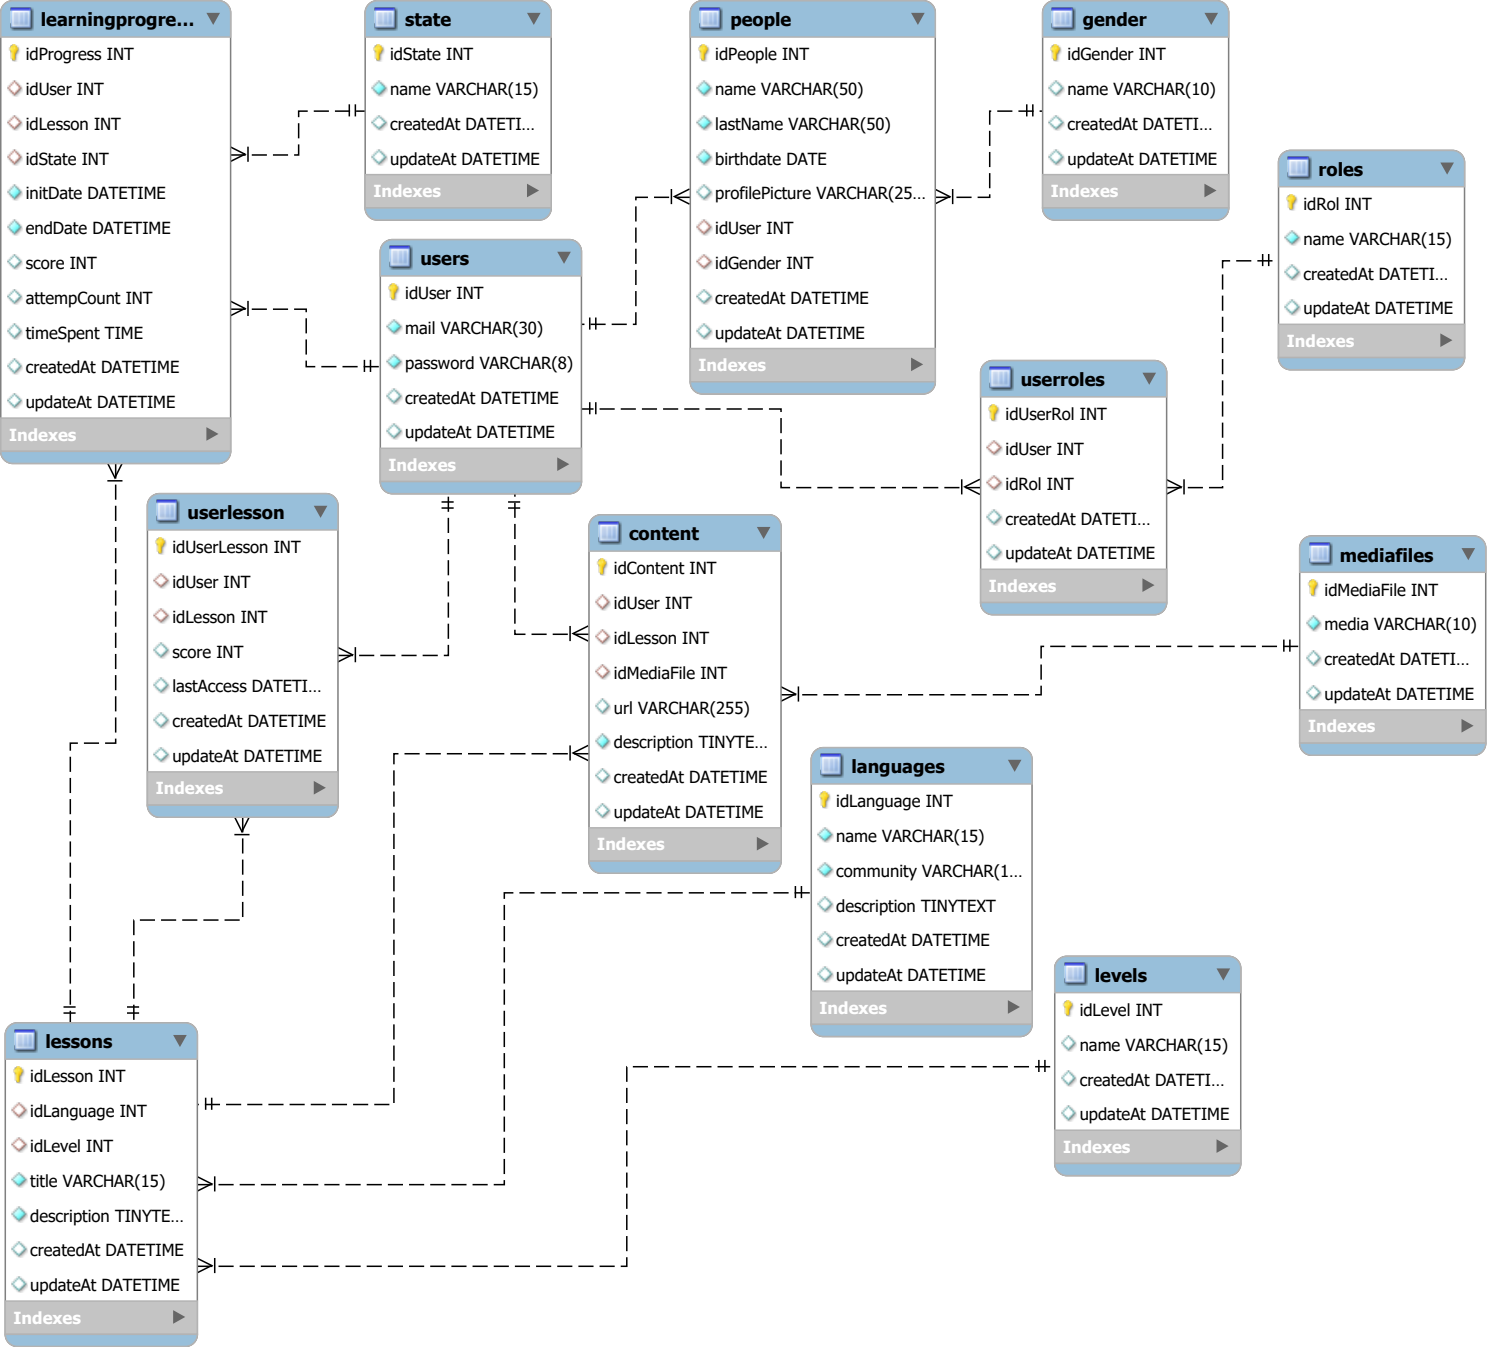 learningprogre...
idProgress INT
idUser INT
idLesson INT
idState INT
initDate DATETIME
endDate DATETIME
score INT
attempCount INT
timeSpent TIME
createdAt DATETIME
updateAt DATETIME
Indexes
state
idState INT
name VARCHAR(15)
createdAt DATETI...
updateAt DATETIME
Indexes
people
idPeople INT
name VARCHAR(50)
lastName VARCHAR(50)
birthdate DATE
profilePicture VARCHAR(25...
idUser INT
idGender INT
createdAt DATETIME
updateAt DATETIME
Indexes
gender
idGender INT
name VARCHAR(10)
createdAt DATETI...
updateAt DATETIME
Indexes
roles
idRol INT
name VARCHAR(15)
createdAt DATETI...
updateAt DATETIME
Indexes
users
idUser INT
mail VARCHAR(30)
password VARCHAR(8)
createdAt DATETIME
updateAt DATETIME
Indexes
userroles
idUserRol INT
idUser INT
idRol INT
createdAt DATETI...
updateAt DATETIME
Indexes
userlesson
idUserLesson INT
idUser INT
idLesson INT
score INT
lastAccess DATETI...
createdAt DATETIME
updateAt DATETIME
Indexes
content
idContent INT
idUser INT
idLesson INT
idMediaFile INT
url VARCHAR(255)
description TINYTE...
createdAt DATETIME
updateAt DATETIME
Indexes
mediafiles
idMediaFile INT
media VARCHAR(10)
createdAt DATETI...
updateAt DATETIME
Indexes
languages
idLanguage INT
name VARCHAR(15)
community VARCHAR(1...
description TINYTEXT
createdAt DATETIME
updateAt DATETIME
Indexes
levels
idLevel INT
name VARCHAR(15)
createdAt DATETI...
updateAt DATETIME
Indexes
lessons
idLesson INT
idLanguage INT
idLevel INT
title VARCHAR(15)
description TINYTE...
createdAt DATETIME
updateAt DATETIME
Indexes